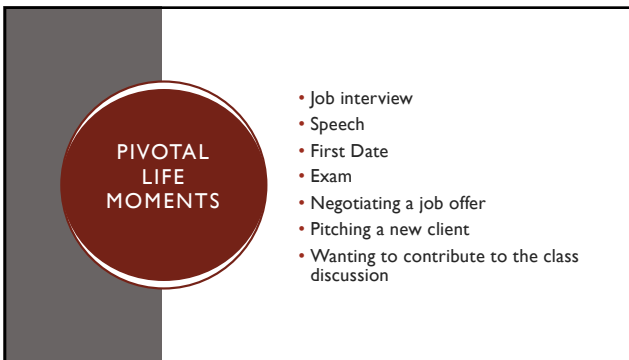 PIVOTAL
LIFE
MOMENTS
• Job interview
• Speech
• First Date
• Exam
• Negotiating a job offer
• Pitching a new client
• Wanting to contribute to the class
discussion